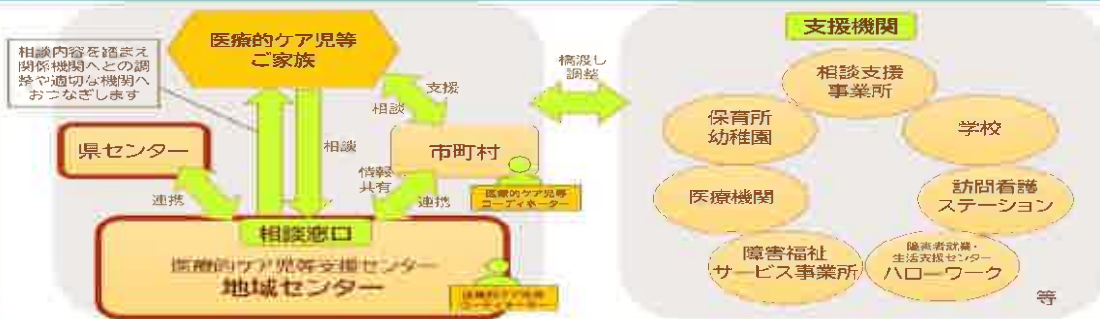 医療的ケア児等
ご家族
相談内容を踏まえ
関係機関へとの調
整や適切な機関へ
おつなぎします
支援
相談
県センター
相談
市町村
情報
共有
連携
連携
医療的ケア児等
コーディネーター
相談窓口
医療的ケア児等支援センター
地域センター
医療的ケア児等
コーディネーター
橋渡し
調整
支援機関
相談支援
事業所
保育所
幼稚園
学校
医療機関
訪問看護
ステーション
障害福祉
サービス事業所
障害者就業・
生活支援センター
ハローワーク
等